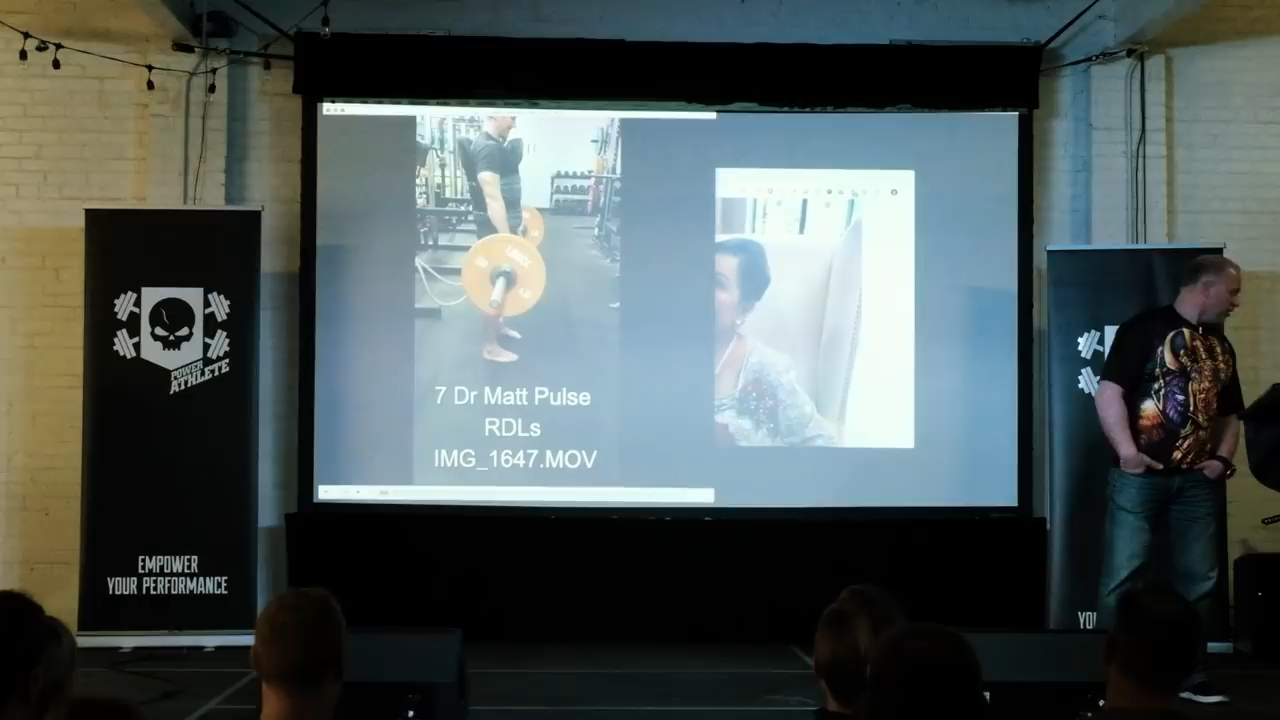 POWER
ATHLETE
EMPOWER
YOUR PERFORMANCE
7 Dr Matt Pulse
RDLs
IMG_1647.MOV